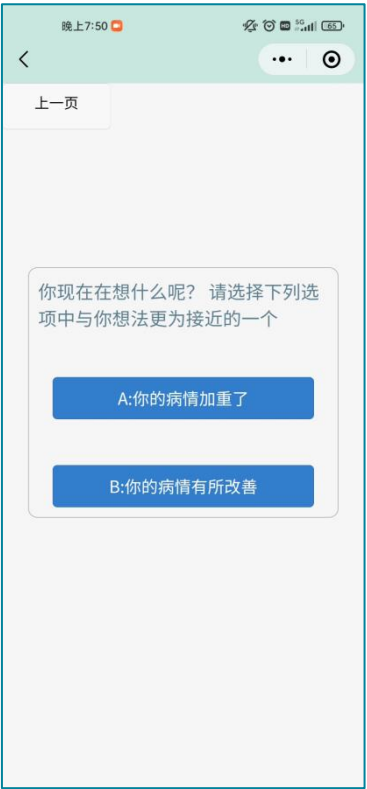 晚上7:50 HD 5G 65
上一页
你现在在想什么呢？ 请选择下列选
项中与你想法更为接近的一个
A:你的病情加重了
B:你的病情有所改善